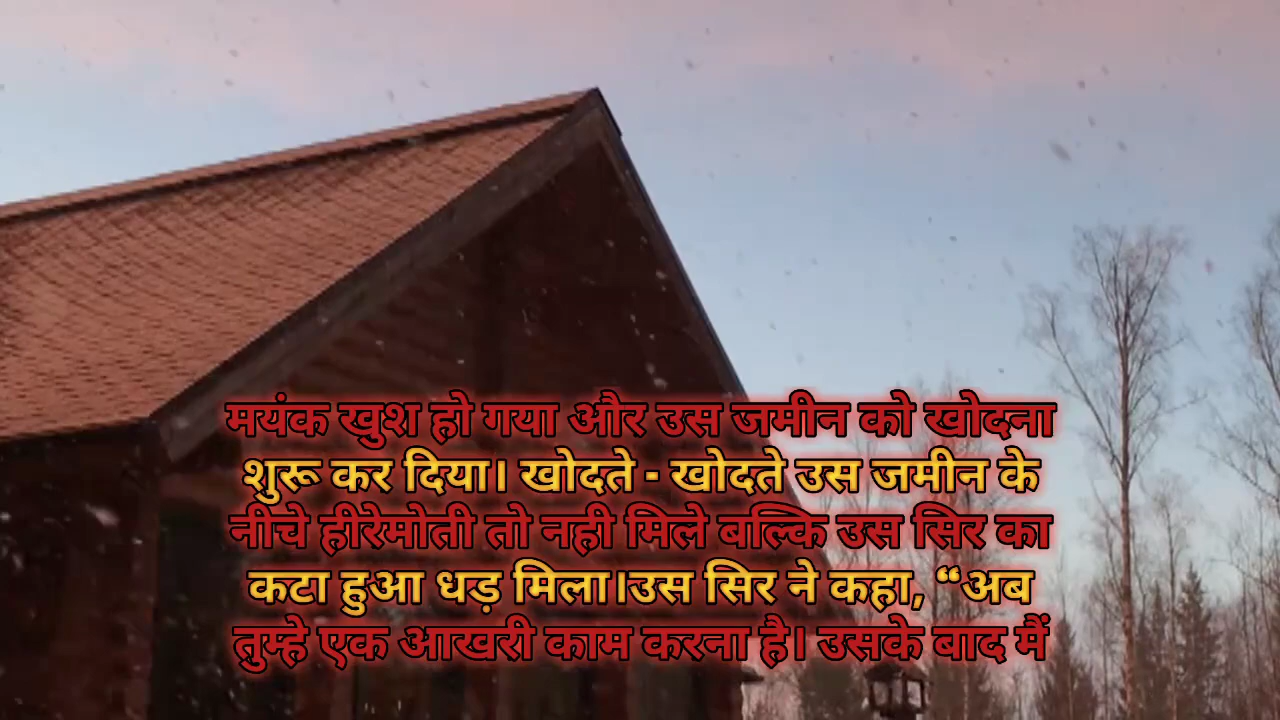 मयंक खुश हो गया और उस जमीन को खोदना
शुरू कर दिया। खोदते - खोदते उस जमीन के
नीचे हीरेमोती तो नही मिले बल्कि उस सिर का
कटा हुआ धड़ मिला।उस सिर ने कहा, “अब
तुम्हे एक आखरी काम करना है। उसके बाद मैं